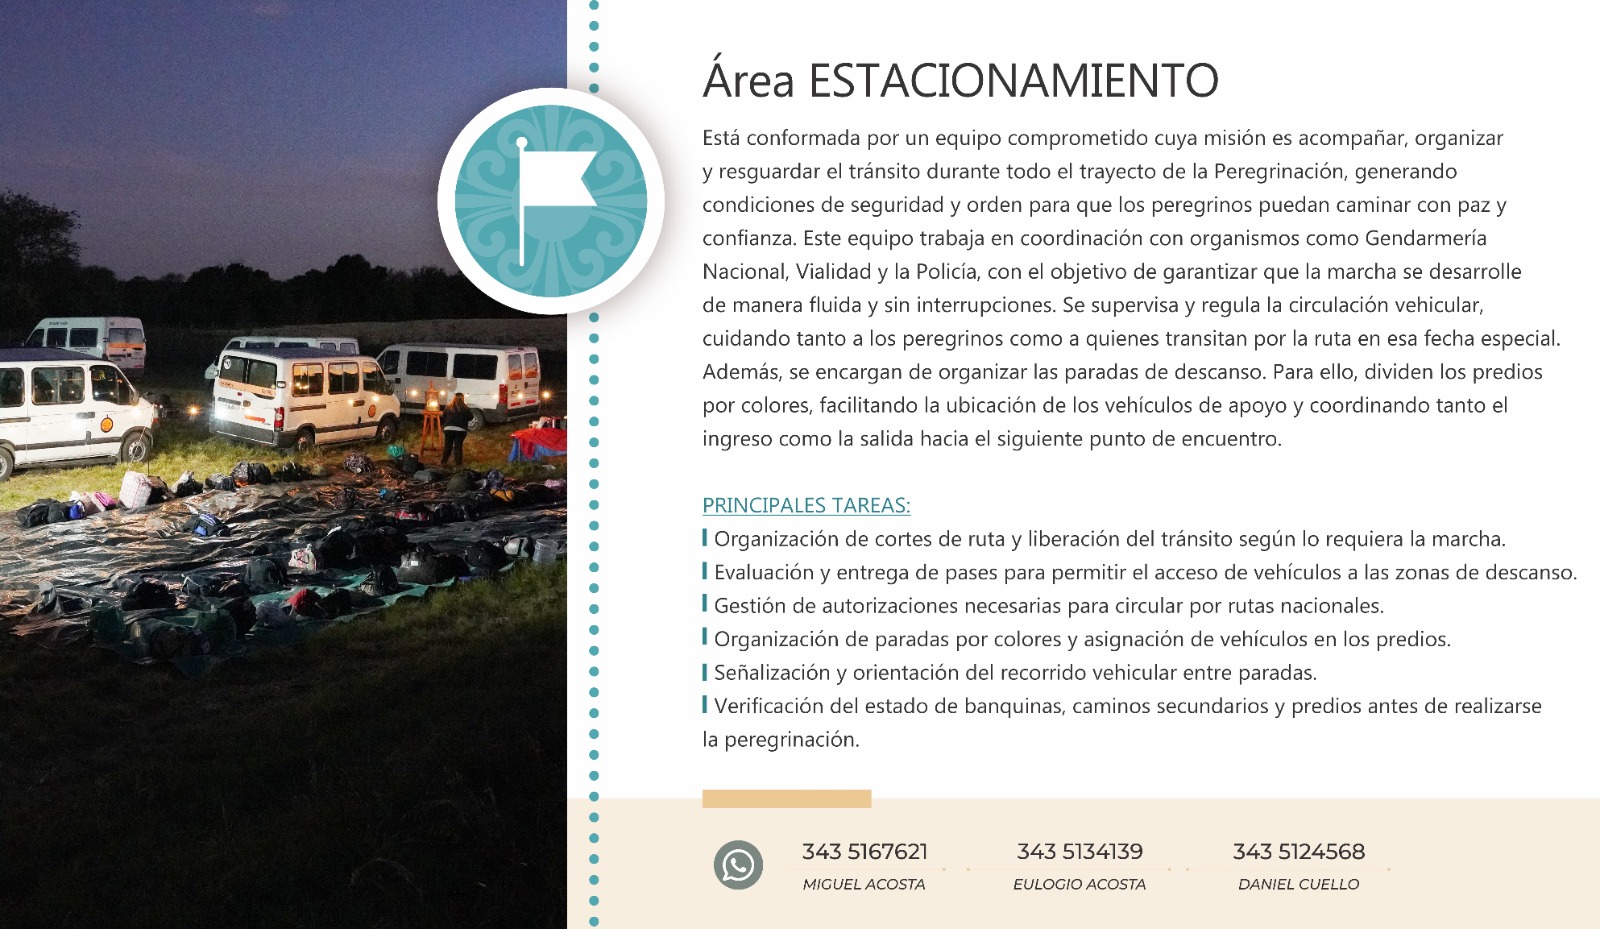 Área ESTACIONAMIENTO
Está conformada por un equipo comprometido cuya misión es acompañar, organizar
y resguardar el tránsito durante todo el trayecto de la Peregrinación, generando
condiciones de seguridad y orden para que los peregrinos puedan caminar con paz y
confianza. Este equipo trabaja en coordinación con organismos como Gendarmería
Nacional, Vialidad y la Policía, con el objetivo de garantizar que la marcha se desarrolle
de manera fluida y sin interrupciones. Se supervisa y regula la circulación vehicular,
cuidando tanto a los peregrinos como a quienes transitan por la ruta en esa fecha especial.
Además, se encargan de organizar las paradas de descanso. Para ello, dividen los predios
por colores, facilitando la ubicación de los vehículos de apoyo y coordinando tanto el
ingreso como la salida hacia el siguiente punto de encuentro.
PRINCIPALES TAREAS:
Organización de cortes de ruta y liberación del tránsito según lo requiera la marcha.
Evaluación y entrega de pases para permitir el acceso de vehículos a las zonas de descanso.
Gestión de autorizaciones necesarias para circular por rutas nacionales.
Organización de paradas por colores y asignación de vehículos en los predios.
Señalización y orientación del recorrido vehicular entre paradas.
Verificación del estado de banquinas, caminos secundarios y predios antes de realizarse
la peregrinación.
343 5167621 343 5134139 343 5124568
MIGUEL ACOSTA EULOGIO ACOSTA DANIEL CUELLO